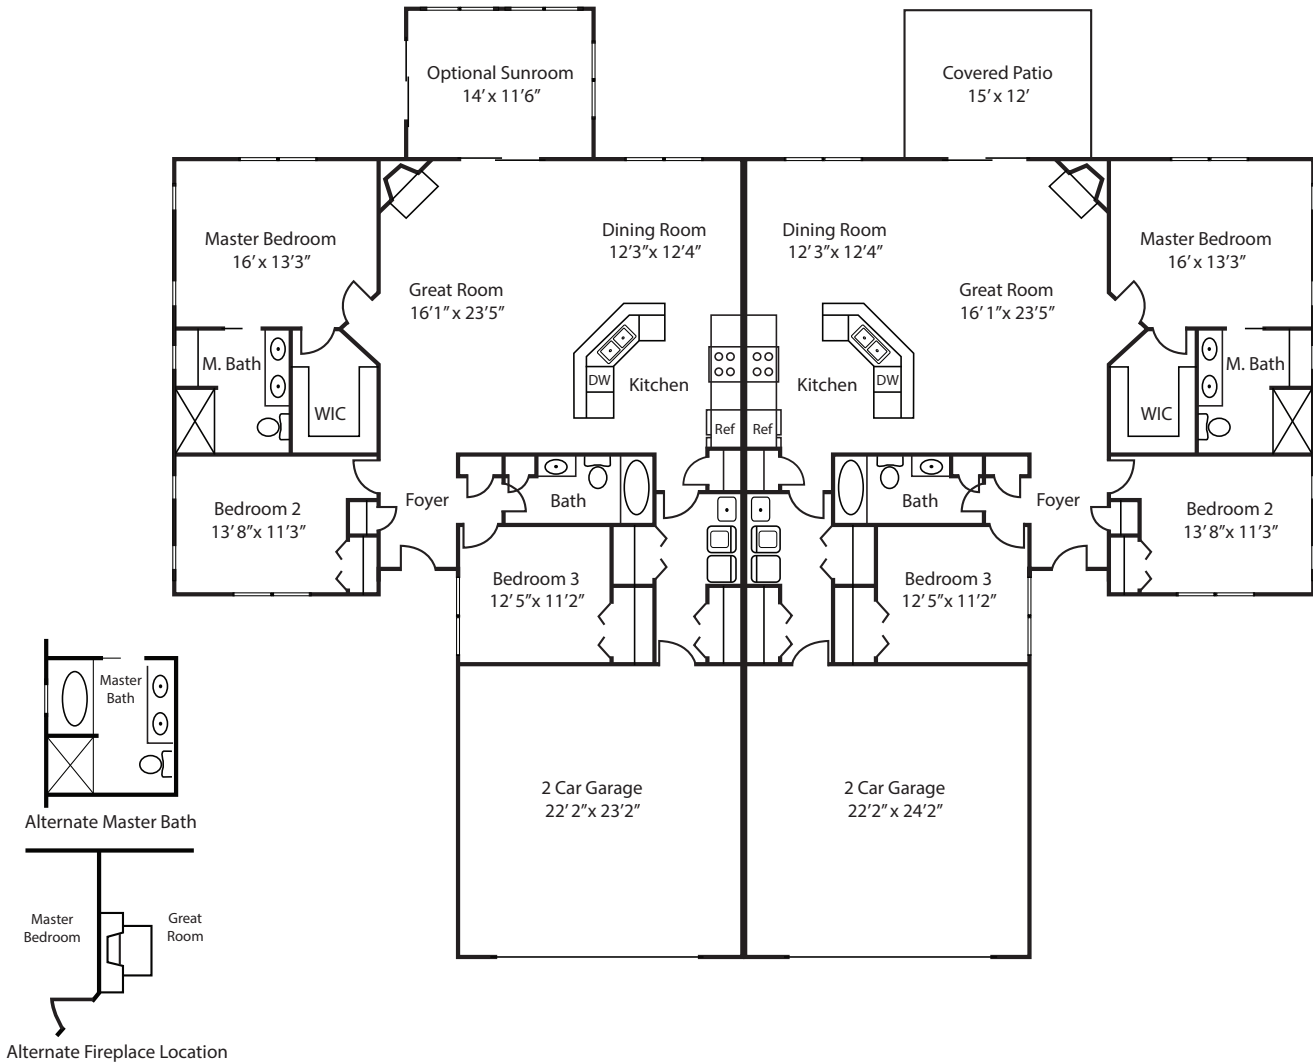 Optional Sunroom
14’ x 11’6”
Covered Patio
15’ x 12’
Master Bedroom
16’ x 13’3”
Dining Room
12’3” x 12’4”
Dining Room
12’3” x 12’4”
Master Bedroom
16’ x 13’3”
Great Room
16’1” x 23’5”
Great Room
16’1” x 23’5”
M. Bath
WIC
DW
Kitchen
Ref
Kitchen
DW
Ref
M. Bath
WIC
Bedroom 2
13’ 8” x 11’3”
Foyer
Bath
Bath
Foyer
Bedroom 2
13’ 8” x 11’3”
Bedroom 3
12’ 5” x 11’2”
Bedroom 3
12’ 5” x 11’2”
Master
Bath
Alternate Master Bath
2 Car Garage
22’ 2” x 23’2”
2 Car Garage
22’2” x 24’2”
Master
Bedroom
Great
Room
Alternate Fireplace Location